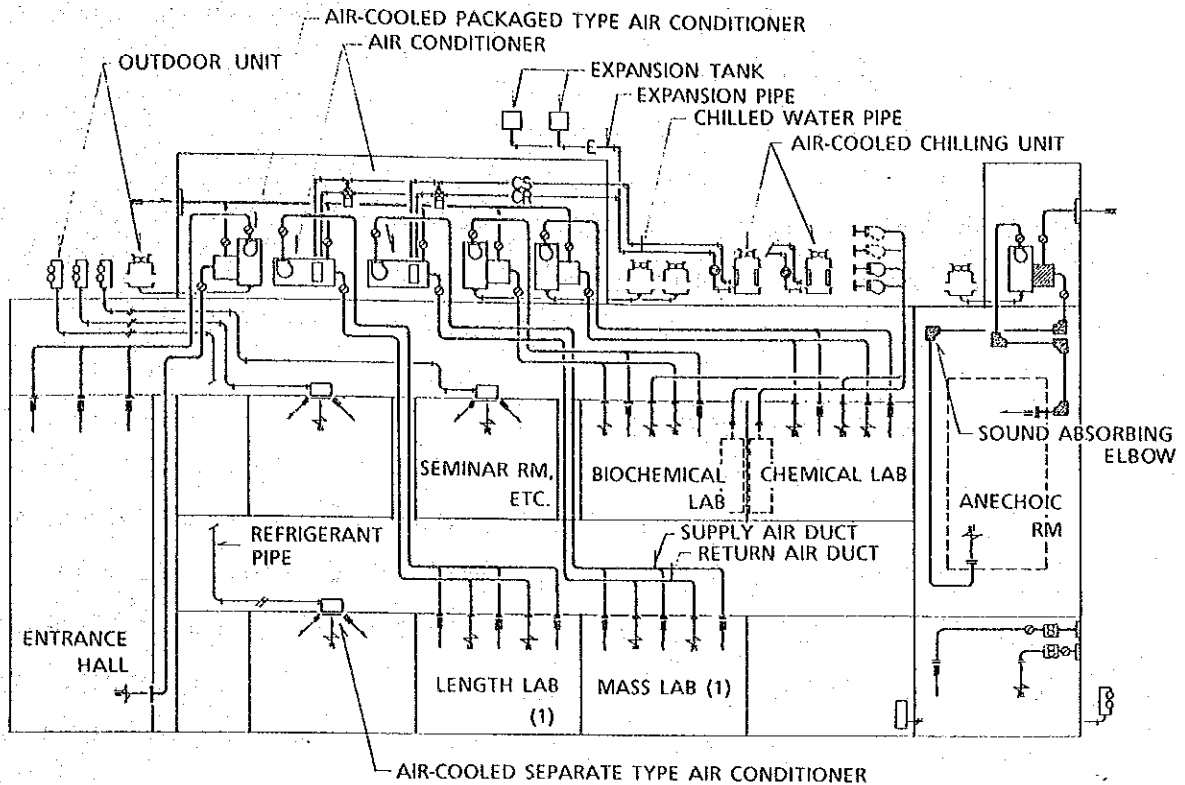 AIR-COOLED PACKAGED TYPE AIR CONDITIONER
AIR CONDITIONER
OUTDOOR UNIT
EXPANSION TANK
EXPANSION PIPE
CHILLED WATER PIPE
AIR-COOLED CHILLING UNIT
E
CS
CR
SOUND ABSORBING
ELBOW
SEMINAR RM,
ETC.
BIOCHEMICAL
LAB
CHEMICAL LAB
ANECHOIC
RM
REFRIGERANT
PIPE
SUPPLY AIR DUCT
RETURN AIR DUCT
ENTRANCE
HALL
LENGTH LAB
(1)
MASS LAB (1)
AIR-COOLED SEPARATE TYPE AIR CONDITIONER